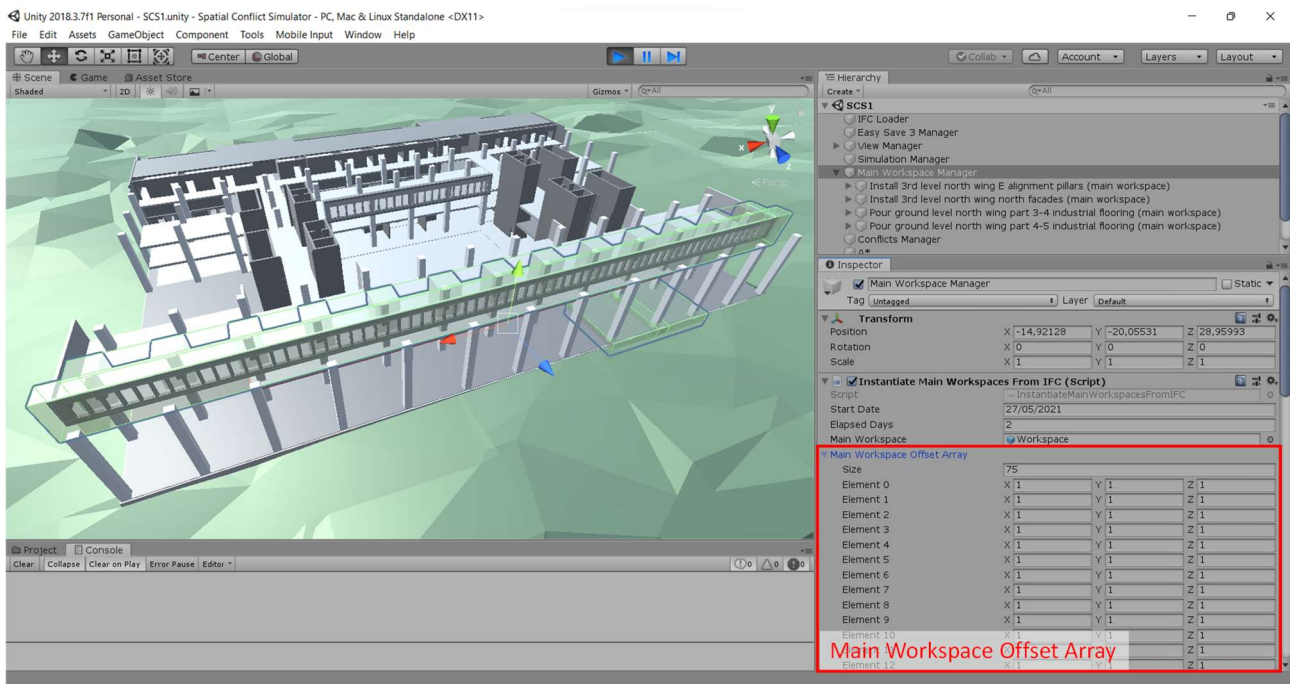 Unity 2018.3.7f1 Personal - SCS1.unity - Spatial Conflict Simulator - PC, Mac & Linux Standalone <DX11>
File Edit Assets GameObject Component Tools Mobile Input Window Help
Center Global Collab Account Layers Layout
Scene Game Asset Store
Shaded 2D Gizmos All
y
x
z
Persp
Hierarchy
Create All
SCS1
IFC Loader
Easy Save 3 Manager
View Manager
Simulation Manager
Main Workspace Manager
Install 3rd level north wing E alignment pillars (main workspace)
Install 3rd level north wing north facades (main workspace)
Pour ground level north wing part 3-4 industrial flooring (main workspace)
Pour ground level north wing part 4-5 industrial flooring (main workspace)
Conflicts Manager
A*
Inspector
Main Workspace Manager Static
Tag Untagged Layer Default
Transform
Position X -14,92128 Y -20,05531 Z 28,95993
Rotation X 0 Y 0 Z 0
Scale X 1 Y 1 Z 1
Instantiate Main Workspaces From IFC (Script)
Script InstantiateMainWorkspacesFromIFC
Start Date 27/05/2021
Elapsed Days 2
Main Workspace Workspace
Main Workspace Offset Array
Size 75
Element 0 X 1 Y 1 Z 1
Element 1 X 1 Y 1 Z 1
Element 2 X 1 Y 1 Z 1
Element 3 X 1 Y 1 Z 1
Element 4 X 1 Y 1 Z 1
Element 5 X 1 Y 1 Z 1
Element 6 X 1 Y 1 Z 1
Element 7 X 1 Y 1 Z 1
Element 8 X 1 Y 1 Z 1
Element 9 X 1 Y 1 Z 1
Element 10 X 1 Y 1 Z 1
Main Workspace Offset Array
Element 12 X 1 Y 1 Z 1
Project Console
Clear Collapse Clear on Play Error Pause Editor 0 0 0